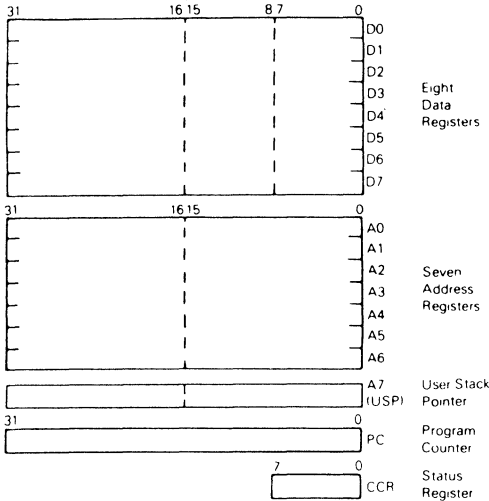 31 16 15 8 7 0
D0
D1
D2
D3
D4
D5
D6
D7
Eight
Data
Registers
31 16 15 0
A0
A1
A2
A3
A4
A5
A6
Seven
Address
Registers
A7
(USP)
User Stack
Pointer
31 0
PC
Program
Counter
7 0
CCR
Status
Register